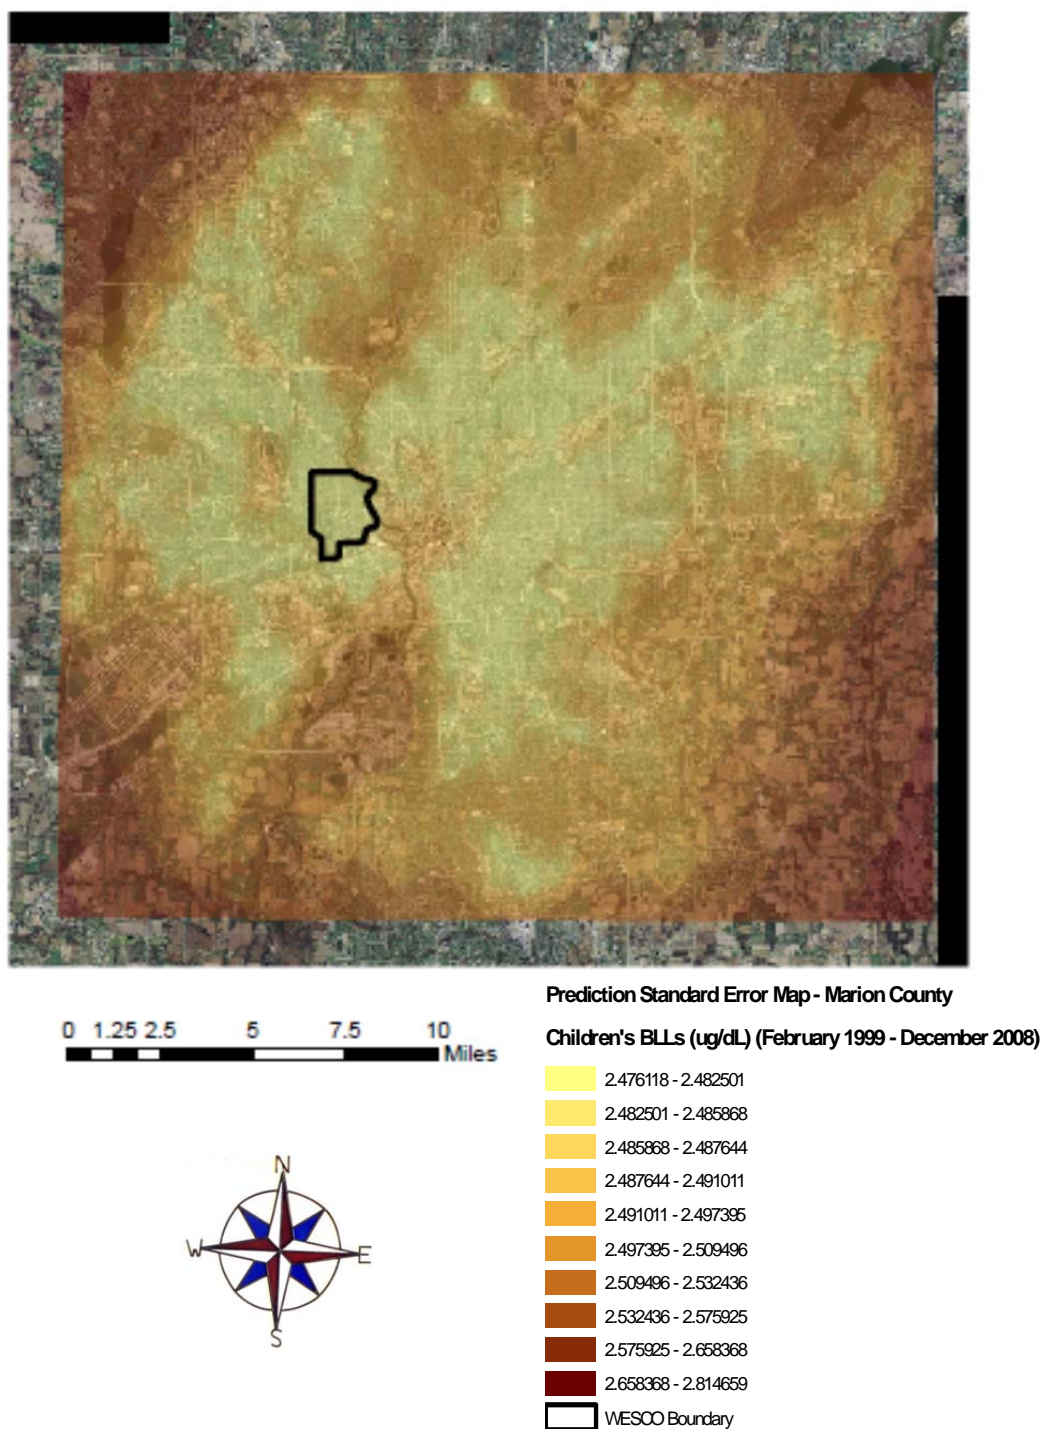 0 1.25 2.5 5 7.5 10
Miles
N
W E
S
Prediction Standard Error Map - Marion County
Children's BLLs (ug/dL) (February 1999 - December 2008)
2.476118 - 2.482501
2.482501 - 2.485868
2.485868 - 2.487644
2.487644 - 2.491011
2.491011 - 2.497395
2.497395 - 2.509496
2.509496 - 2.532436
2.532436 - 2.575925
2.575925 - 2.658368
2.658368 - 2.814659
WESCO Boundary